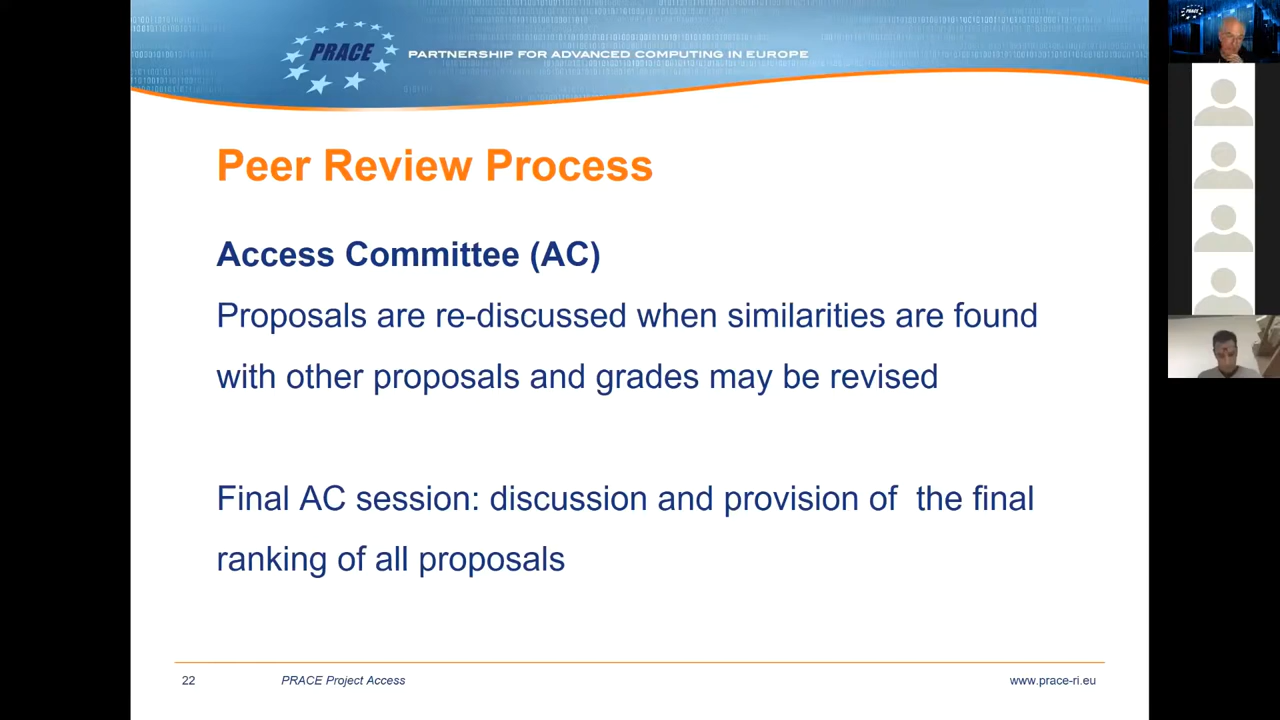 PRACE
PARTNERSHIP FOR ADVANCED COMPUTING IN EUROPE
PRACE
Peer Review Process
Access Committee (AC)
Proposals are re-discussed when similarities are found
with other proposals and grades may be revised
Final AC session: discussion and provision of  the final
ranking of all proposals
22
PRACE Project Access
www.prace-ri.eu